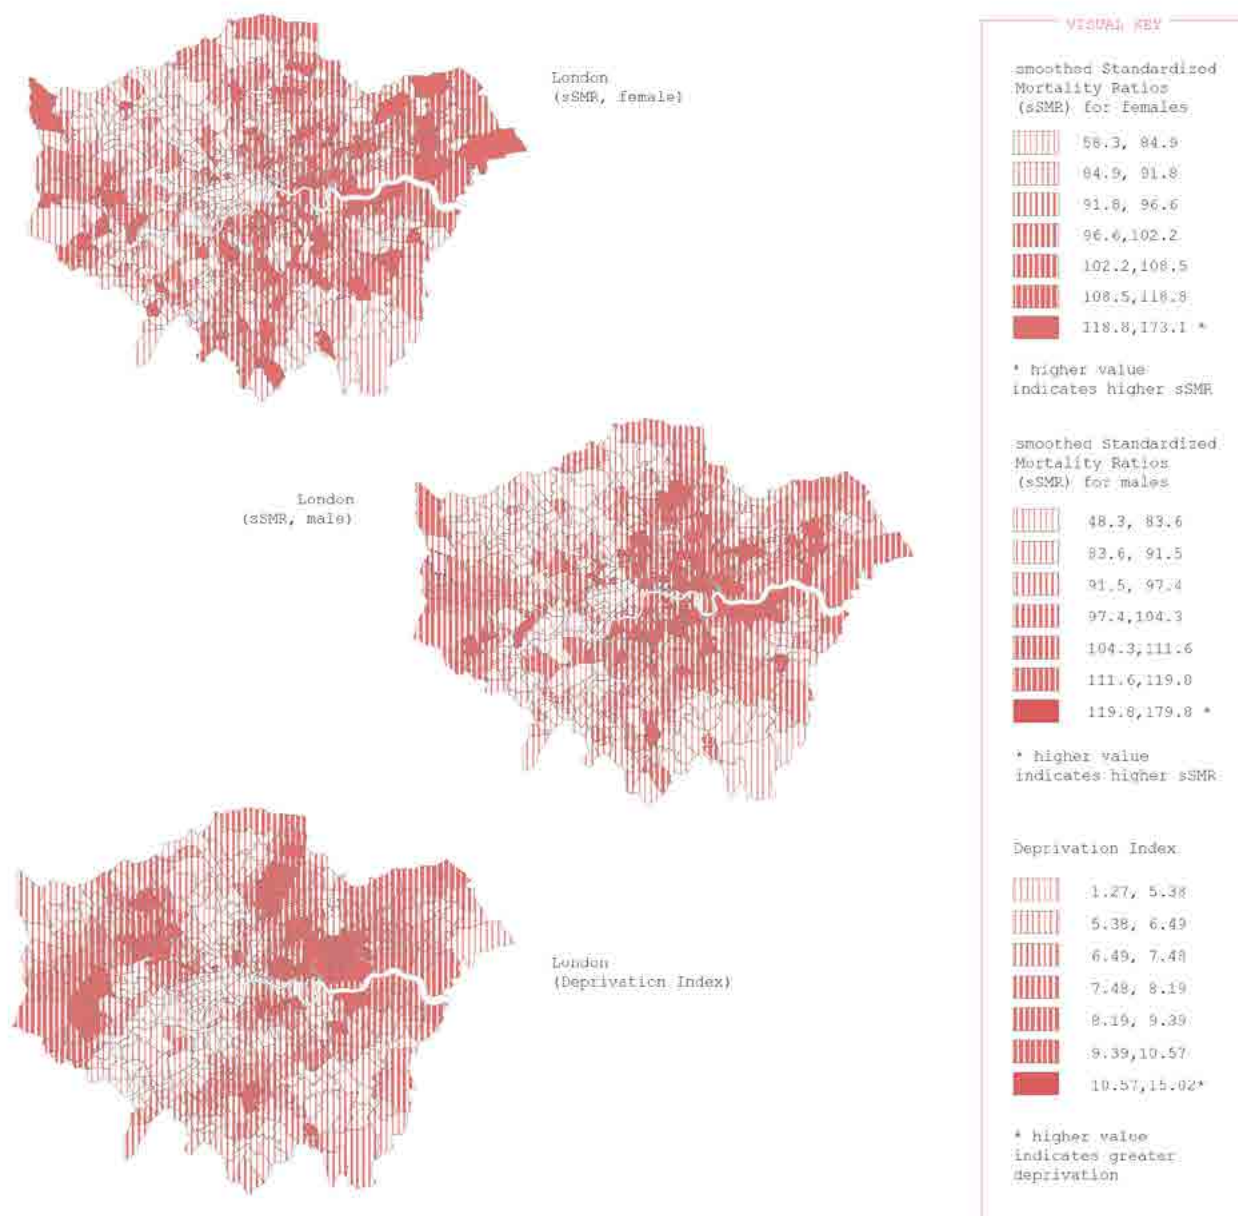 London
(sSMR, female)
London
(sSMR, male)
London
(Deprivation Index)
VISUAL KEY
smoothed Standardized
Mortality Ratios
(sSMR) for females
58.3, 84.9
84.9, 91.8
91.8, 96.6
96.6,102.2
102.2,108.5
108.5,118.8
118.8,173.1 *
* higher value
indicates higher sSMR
smoothed Standardized
Mortality Ratios
(sSMR) for males
48.3, 83.6
83.6, 91.5
91.5, 97.4
97.4,104.3
104.3,111.6
111.6,119.8
119.8,179.8 *
* higher value
indicates higher sSMR
Deprivation Index
1.27, 5.38
5.38, 6.49
6.49, 7.48
7.48, 8.19
8.19, 9.39
9.39,10.57
10.57,15.02*
* higher value
indicates greater
deprivation